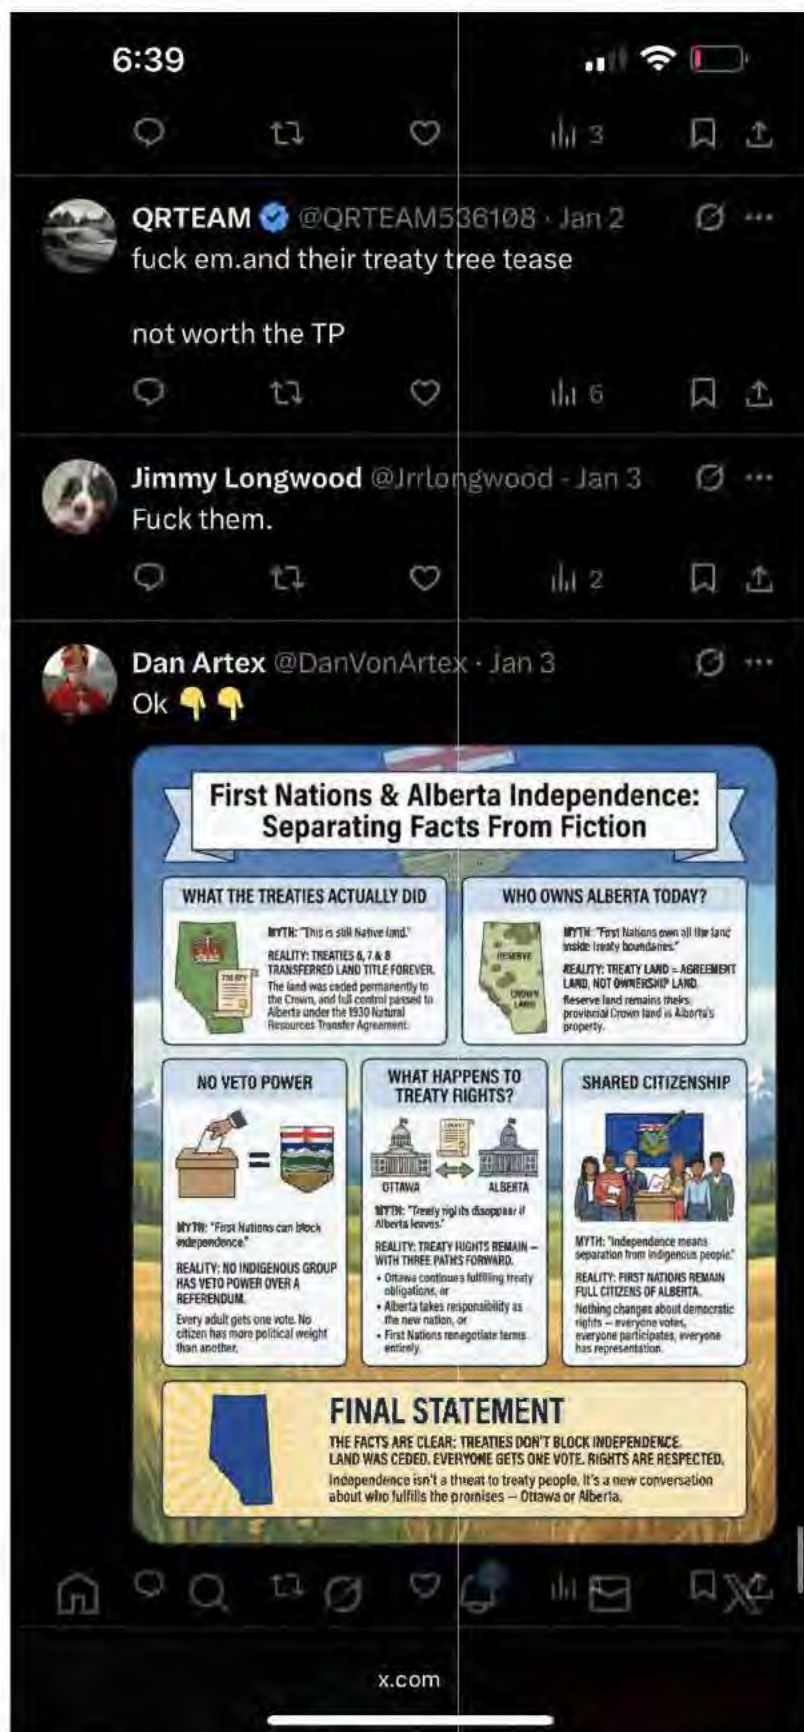 6:39
3
QRTEAM @QRTEAM536108 · Jan 2
fuck em.and their treaty tree tease
not worth the TP
6
Jimmy Longwood @Jrrlongwood - Jan 3
Fuck them.
2
Dan Artex @DanVonArtex · Jan 3
Ok 👇👇
First Nations & Alberta Independence:
Separating Facts From Fiction
WHAT THE TREATIES ACTUALLY DID
MYTH: "This is still Native land."
REALITY: TREATIES 6, 7 & 8
TRANSFERRED LAND TITLE FOREVER.
The land was ceded permanently to
the Crown, and full control passed to
Alberta under the 1930 Natural
Resources Transfer Agreement.
TREATY
WHO OWNS ALBERTA TODAY?
RESERVE
CROWN
LAND
MYTH: "First Nations own all the land
inside treaty boundaries."
REALITY: TREATY LAND = AGREEMENT
LAND, NOT OWNERSHIP LAND.
Reserve land remains theirs
provincial Crown land is Alberta's
property.
NO VETO POWER
MYTH: "First Nations can block
independence."
REALITY: NO INDIGENOUS GROUP
HAS VETO POWER OVER A
REFERENDUM.
Every adult gets one vote. No
citizen has more political weight
than another.
WHAT HAPPENS TO
TREATY RIGHTS?
OTTAWA
ALBERTA
MYTH: "Treaty rights disappear if
Alberta leaves."
REALITY: TREATY RIGHTS REMAIN –
WITH THREE PATHS FORWARD.
• Ottawa continues fulfilling treaty
obligations, or
• Alberta takes responsibility as
the new nation, or
• First Nations renegotiate terms
entirely.
SHARED CITIZENSHIP
MYTH: "Independence means
separation from indigenous people."
REALITY: FIRST NATIONS REMAIN
FULL CITIZENS OF ALBERTA.
Nothing changes about democratic
rights – everyone votes,
everyone participates, everyone
has representation.
FINAL STATEMENT
THE FACTS ARE CLEAR: TREATIES DON'T BLOCK INDEPENDENCE.
LAND WAS CEDED. EVERYONE GETS ONE VOTE. RIGHTS ARE RESPECTED.
Independence isn't a threat to treaty people. It's a new conversation
about who fulfills the promises – Ottawa or Alberta.
x.com